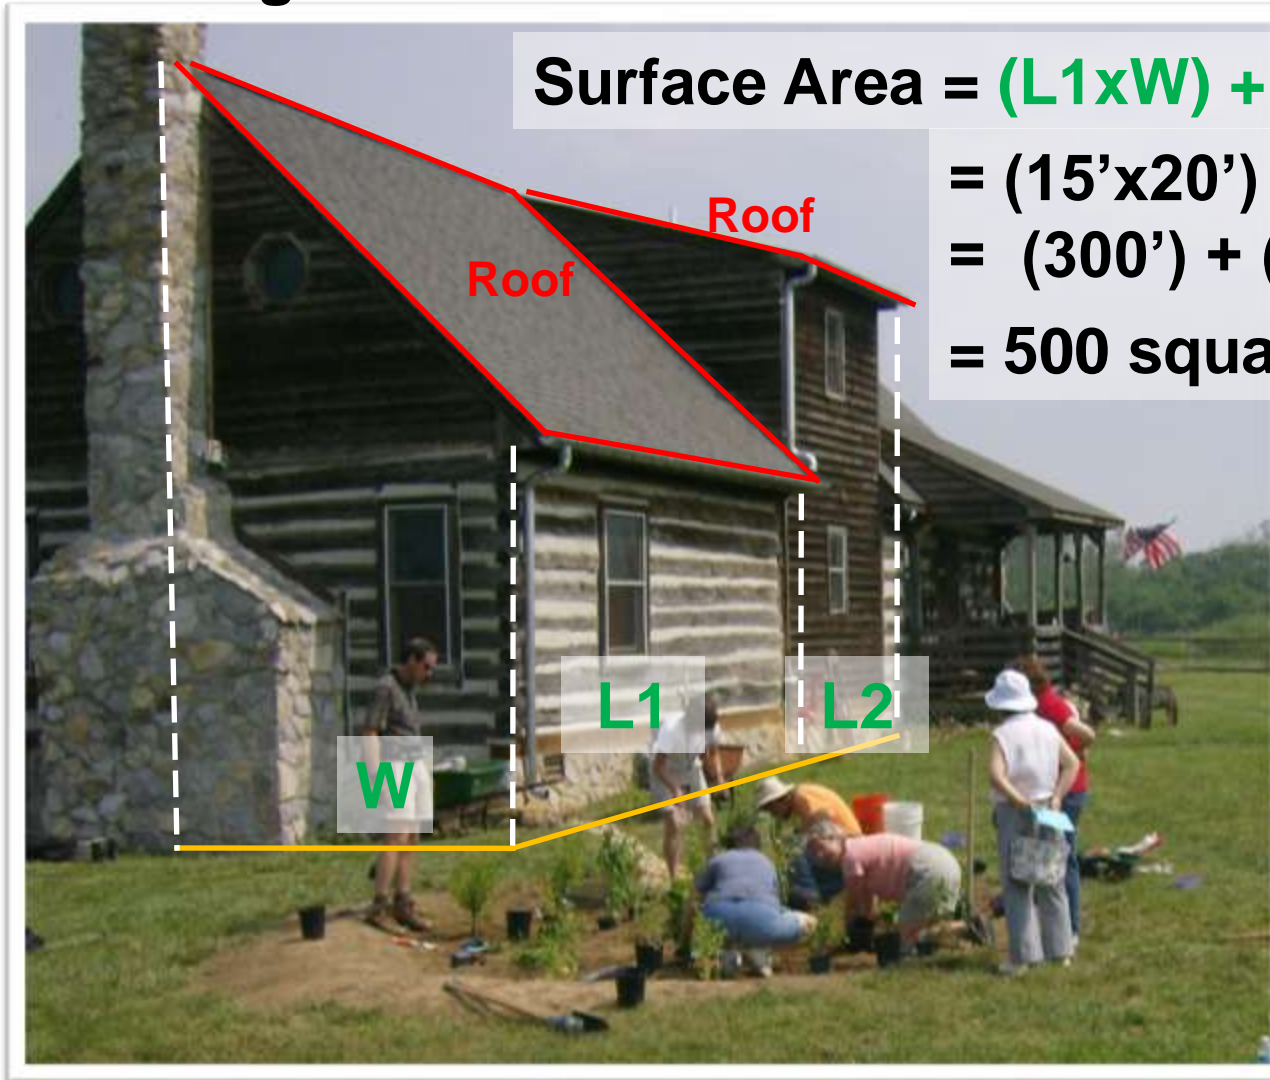 Surface Area = (L1xW) +
= (15’x20’)
= (300’) + (
= 500 squa
Roof
Roof
L1
L2
W